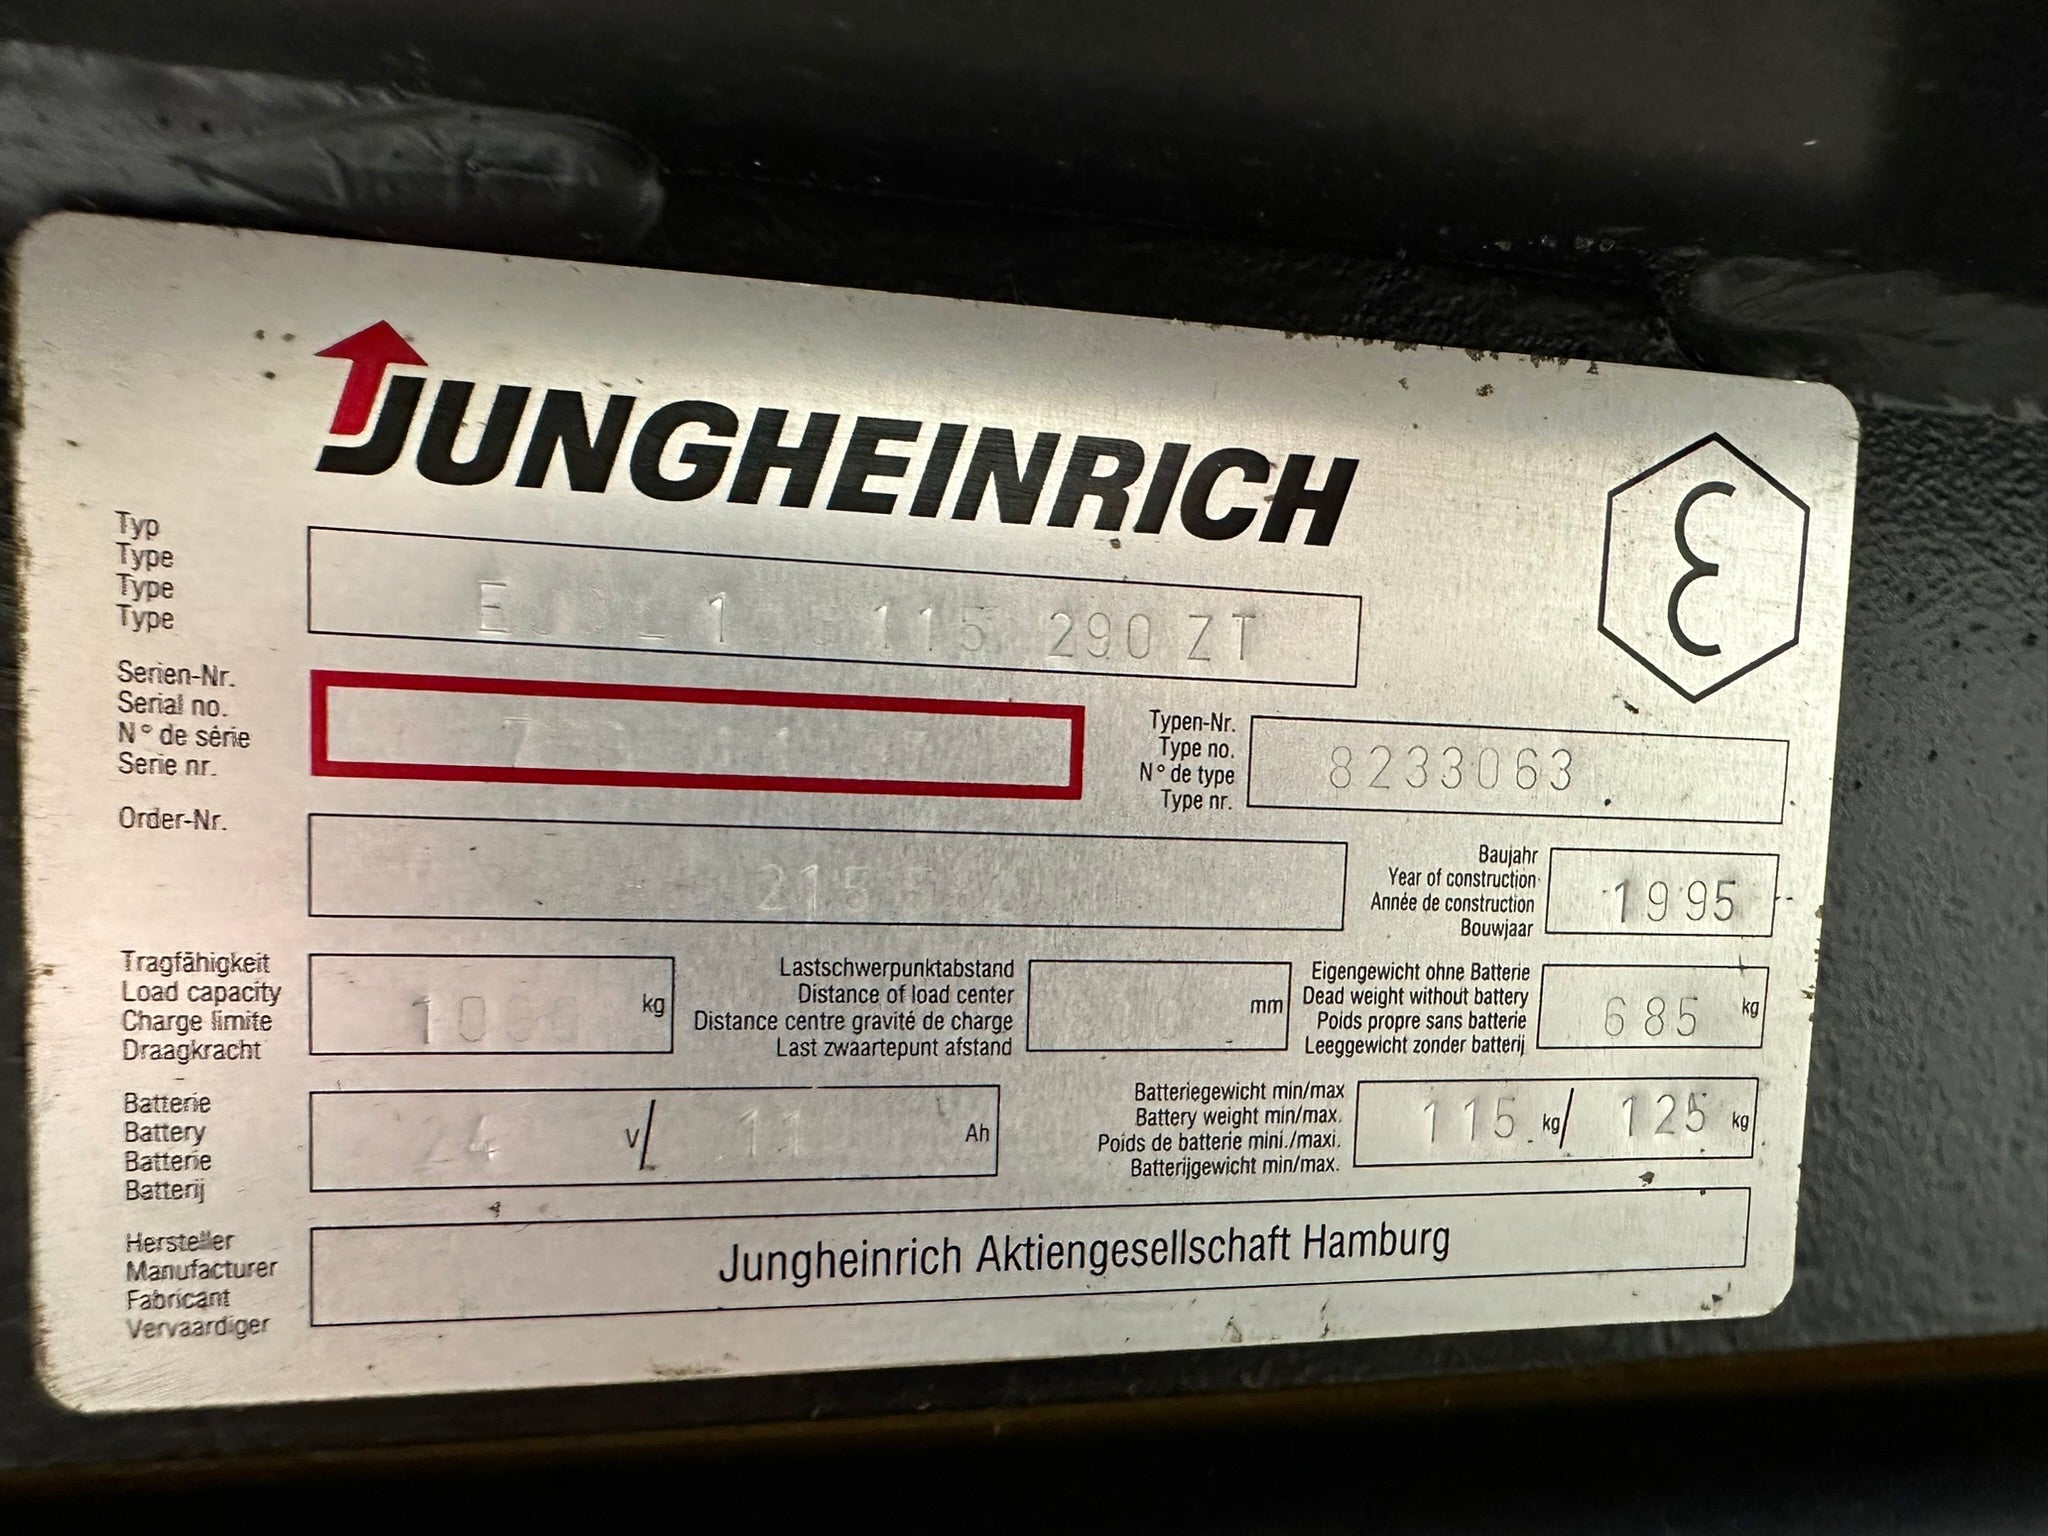 JUNGHEINRICH
Typ
Type
Type
Type
115 290 ZT
Serien-Nr.
Serial no.
N° de série
Serie nr.
Typen-Nr.
Type no.
N° de type
Type nr.
8233063
Order-Nr.
Baujahr
Year of construction
Année de construction
Bouwjaar
1995
Tragfähigkeit
Load capacity
Charge limite
Draagkracht
kg
Lastschwerpunktabstand
Distance of load center
Distance centre gravité de charge
Last zwaartepunt afstand
mm
Eigengewicht ohne Batterie
Dead weight without battery
Poids propre sans batterie
Leeggewicht zonder batterij
685 kg
Batterie
Battery
Batterie
Batterij
24 V/ Ah
Batteriegewicht min/max
Battery weight min/max.
Poids de batterie mini./maxi.
Batterijgewicht min/max.
115 kg/ 125 kg
Hersteller
Manufacturer
Fabricant
Vervaardiger
Jungheinrich Aktiengesellschaft Hamburg